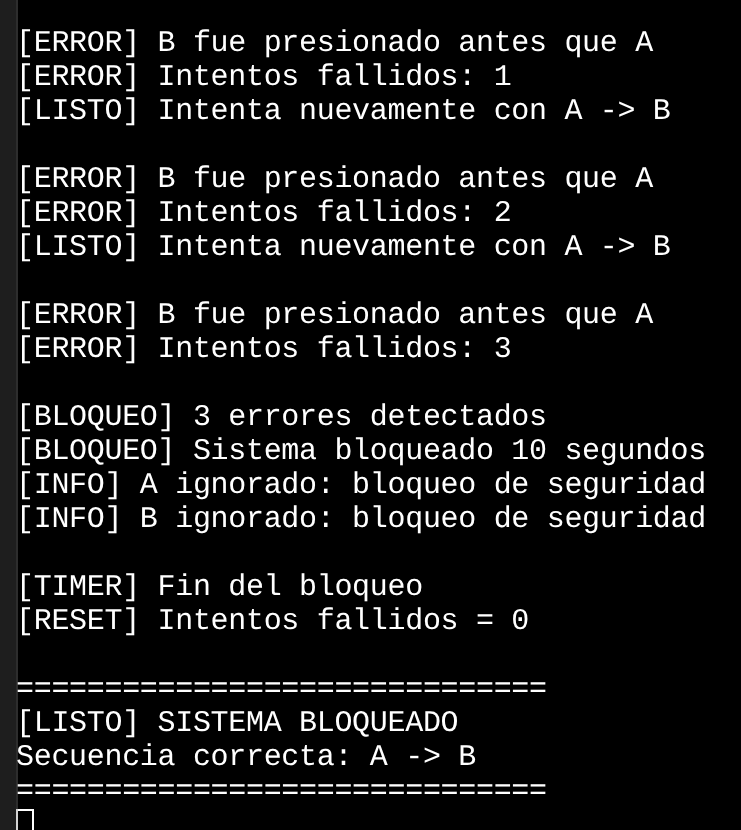 [ERROR] B fue presionado antes que A
[ERROR] Intentos fallidos: 1
[LISTO] Intenta nuevamente con A -> B
[ERROR] B fue presionado antes que A
[ERROR] Intentos fallidos: 2
[LISTO] Intenta nuevamente con A -> B
[ERROR] B fue presionado antes que A
[ERROR] Intentos fallidos: 3
[BLOQUEO] 3 errores detectados
[BLOQUEO] Sistema bloqueado 10 segundos
[INFO] A ignorado: bloqueo de seguridad
[INFO] B ignorado: bloqueo de seguridad
[TIMER] Fin del bloqueo
[RESET] Intentos fallidos = 0
==============================
[LISTO] SISTEMA BLOQUEADO
Secuencia correcta: A -> B
==============================